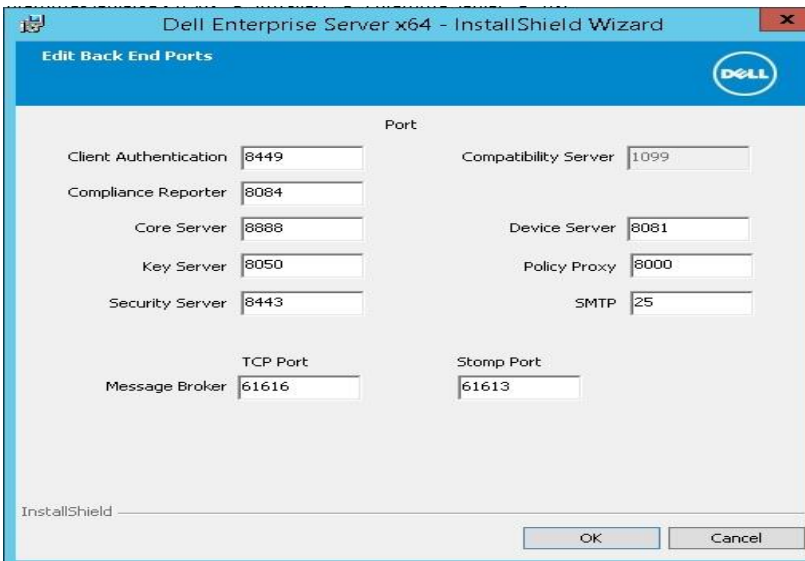 Dell Enterprise Server x64 - InstallShield Wizard
Edit Back End Ports
DELL
Port
Client Authentication 8449 Compatibility Server 1099
Compliance Reporter 8084
Core Server 8888 Device Server 8081
Key Server 8050 Policy Proxy 8000
Security Server 8443 SMTP 25
TCP Port Stomp Port
Message Broker 61616 61613
InstallShield
OK Cancel